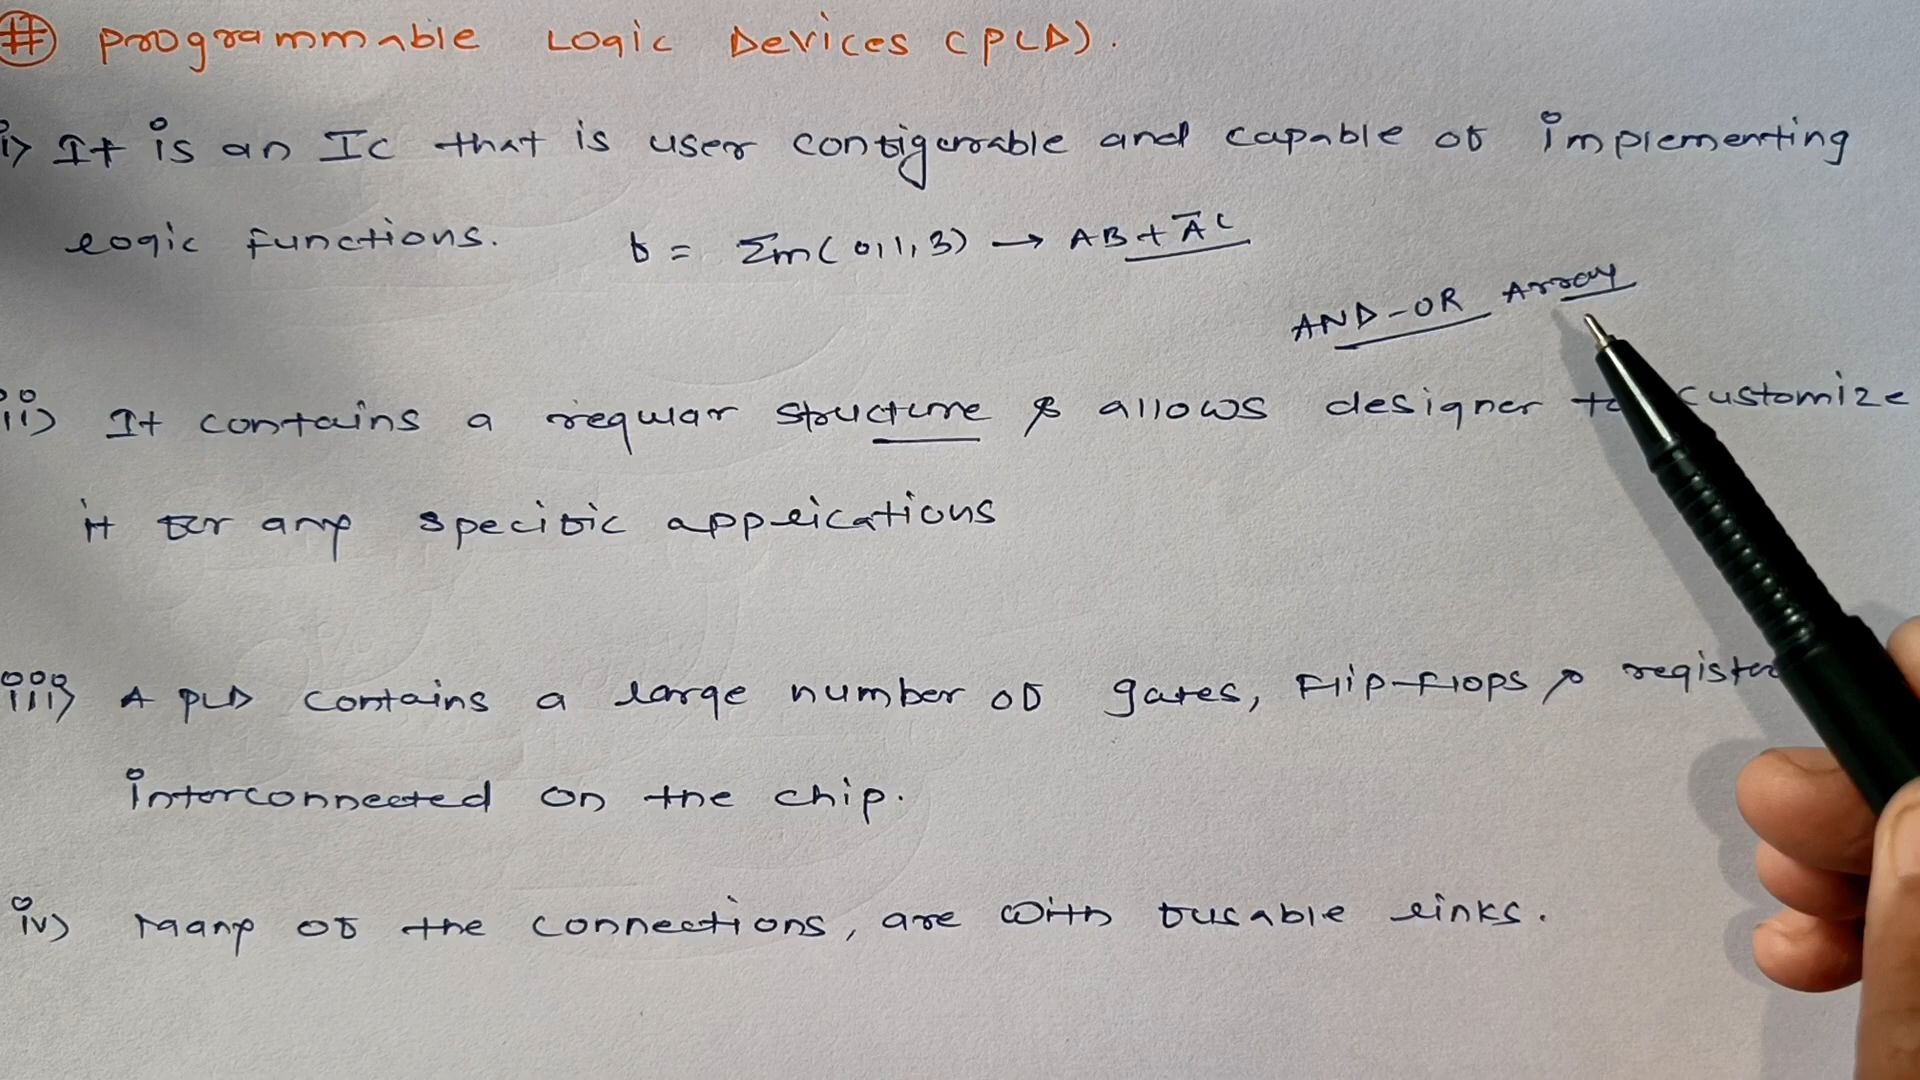 # Programmable Logic Devices (PLD).
i) It is an IC that is user configurable and capable of implementing
logic functions. f = Σm(0,1,3) → AB + A̅C
AND-OR Array
ii) It contains a regular structure & allows designer to customize
it for any specific applications
iii) A PLD contains a large number of gates, Flip-Flops & register
interconnected on the chip.
iv) Many of the connections, are with fusable links.